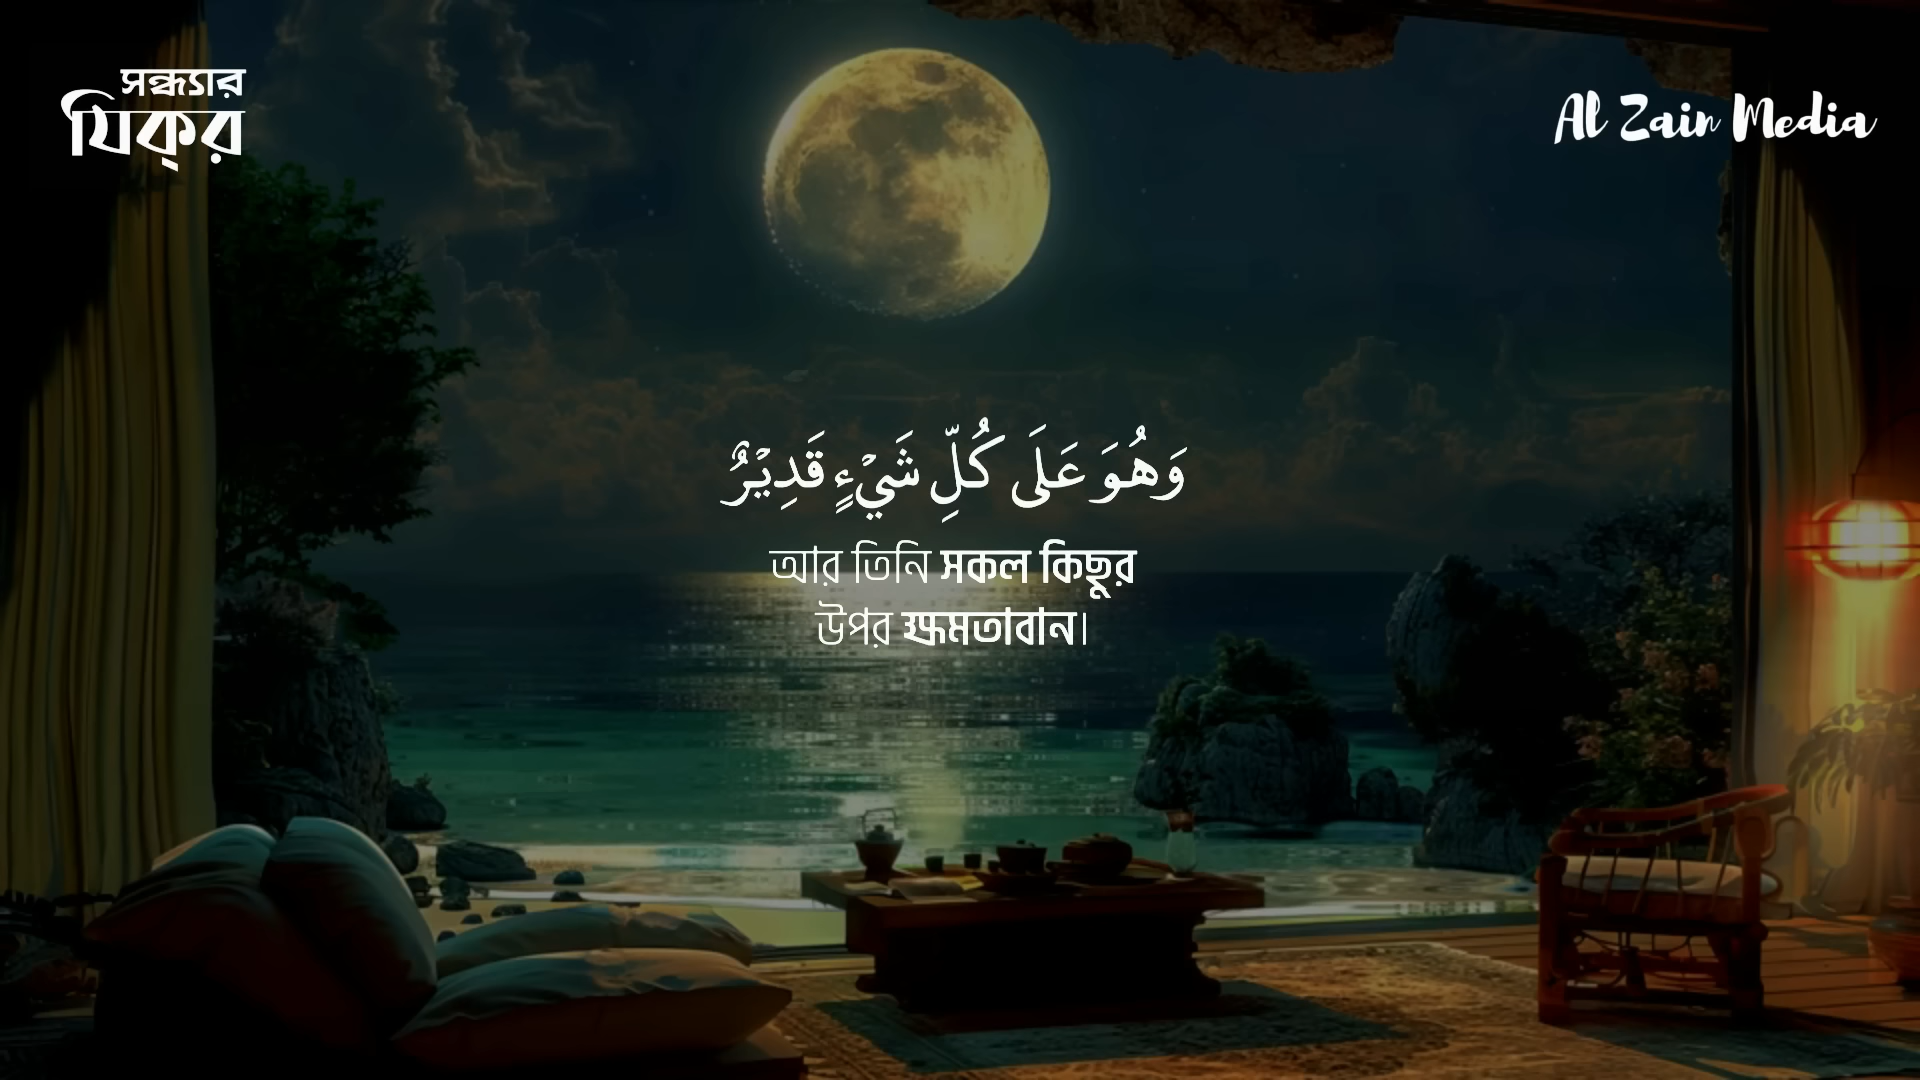 সন্ধ্যার
যিক্‌র
Al Zain Media
وَهُوَ عَلَى كُلِّ شَيْءٍ قَدِيْرٌ
আর তিনি সকল কিছুর
উপর ক্ষমতাবান।